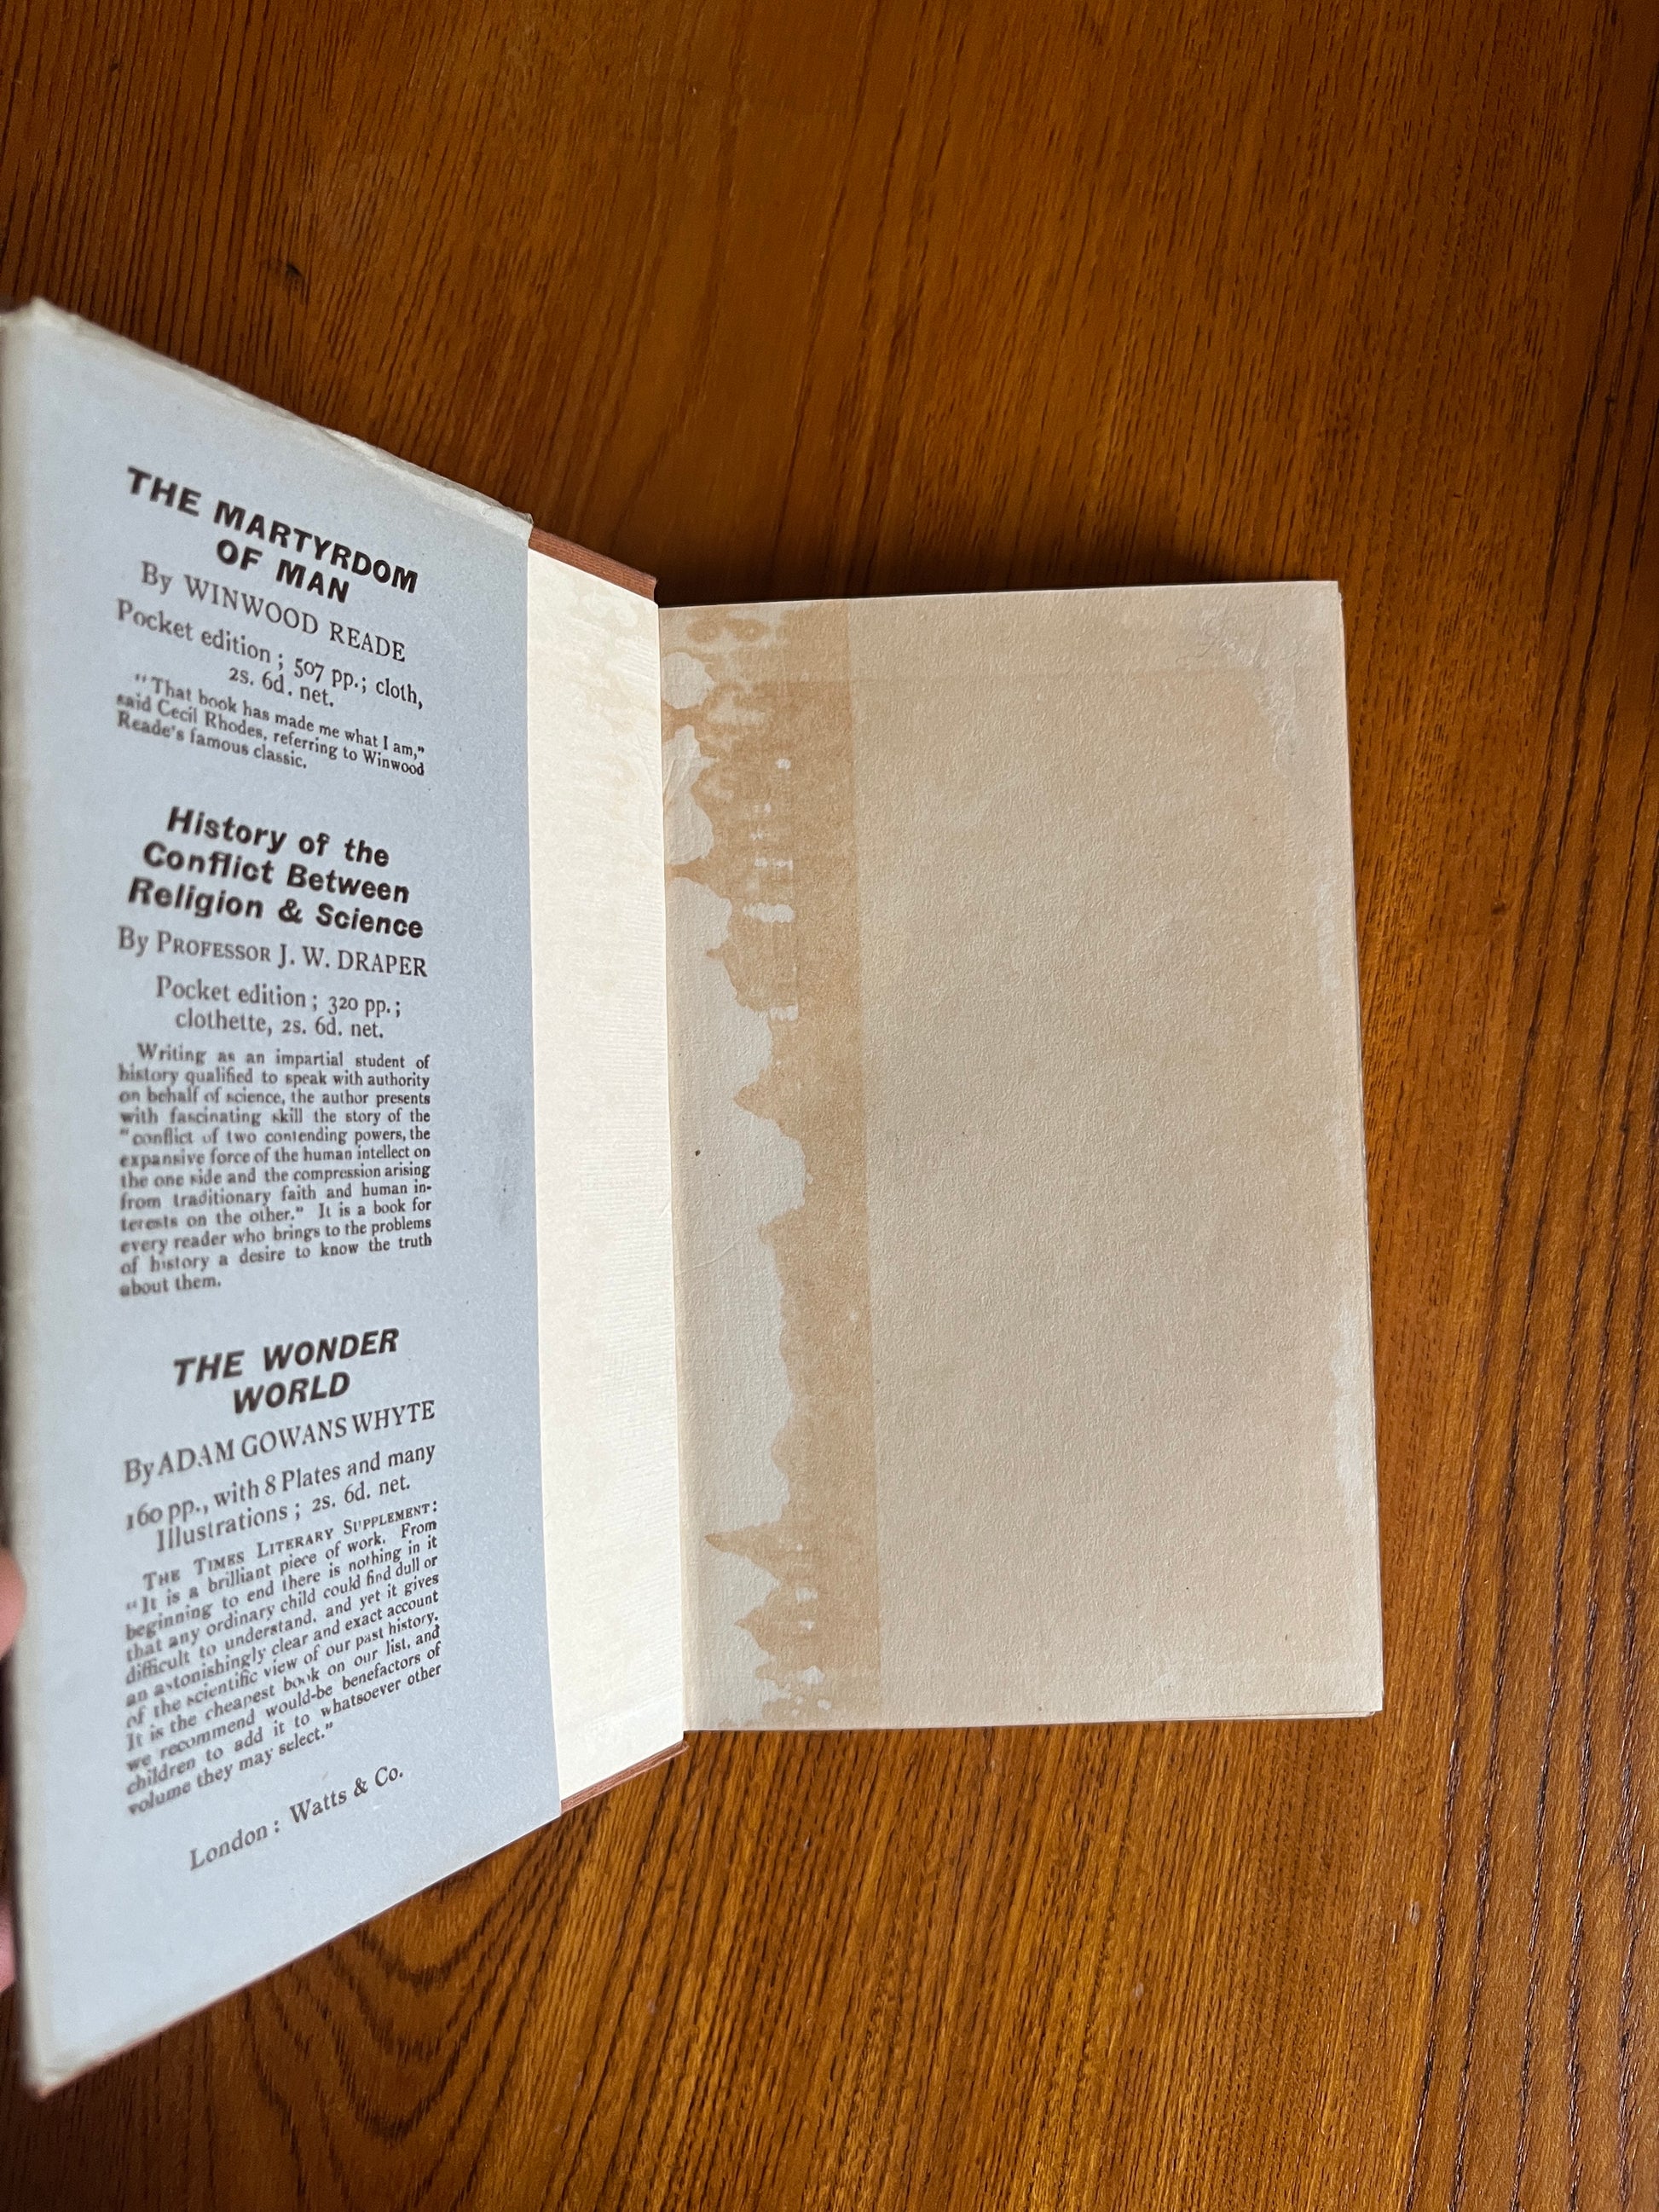 THE MARTYRDOM
OF MAN
By WINWOOD READE
Pocket edition ; 507 pp.; cloth,
2s. 6d. net.
"That book has made me what I am,"
said Cecil Rhodes, referring to Winwood
Reade's famous classic.
History of the
Conflict Between
Religion & Science
By PROFESSOR J. W. DRAPER
Pocket edition ; 320 pp.;
clothette, 2s. 6d. net.
Writing as an impartial student of
history qualified to speak with authority
on behalf of science, the author presents
with fascinating skill the story of the
"conflict of two contending powers, the
expansive force of the human intellect on
the one side and the compression arising
from traditionary faith and human in-
terests on the other." It is a book for
every reader who brings to the problems
of history a desire to know the truth
about them.
THE WONDER
WORLD
By ADAM GOWANS WHYTE
160 pp., with 8 Plates and many
Illustrations ; 2s. 6d. net.
THE TIMES LITERARY SUPPLEMENT:
"It is a brilliant piece of work. From
beginning to end there is nothing in it
that any ordinary child could find dull or
difficult to understand, and yet it gives
an astonishingly clear and exact account
of the scientific view of our past history.
It is the cheapest book on our list, and
we recommend would-be benefactors of
children to add it to whatsoever other
volume they may select."
London : Watts & Co.